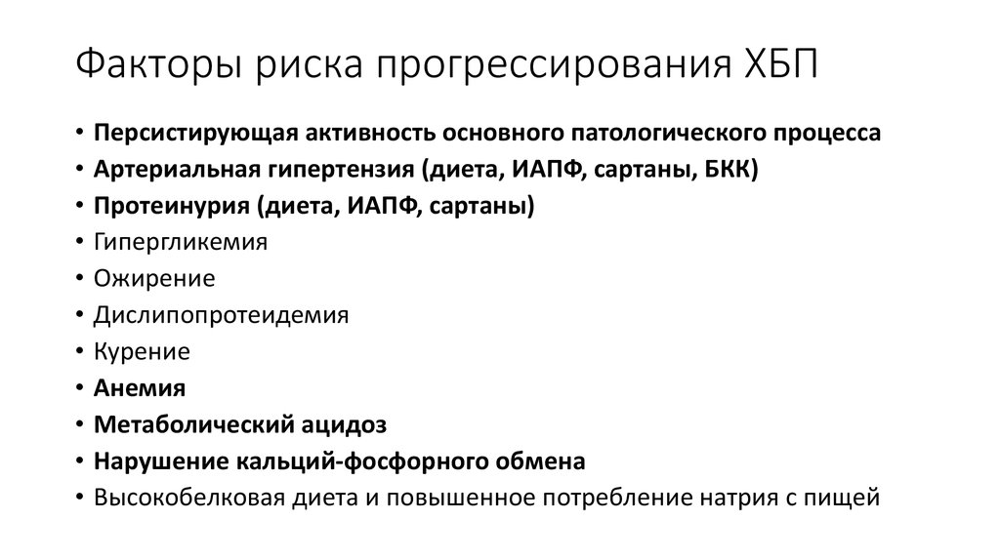 Факторы риска прогрессирования ХБП
• Персистирующая активность основного патологического процесса
• Артериальная гипертензия (диета, ИАПФ, сартаны, БКК)
• Протеинурия (диета, ИАПФ, сартаны)
• Гипергликемия
• Ожирение
• Дислипопротеидемия
• Курение
• Анемия
• Метаболический ацидоз
• Нарушение кальций-фосфорного обмена
• Высокобелковая диета и повышенное потребление натрия с пищей